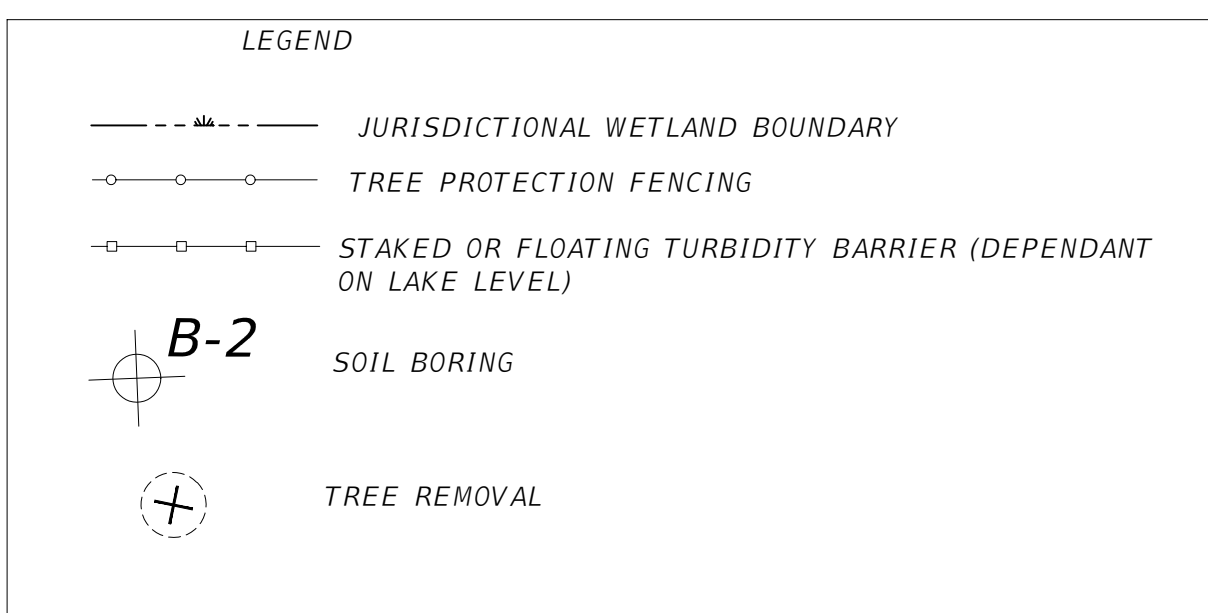 LEGEND
JURISDICTIONAL WETLAND BOUNDARY
TREE PROTECTION FENCING
STAKED OR FLOATING TURBIDITY BARRIER (DEPENDANT
ON LAKE LEVEL)
B-2
SOIL BORING
TREE REMOVAL